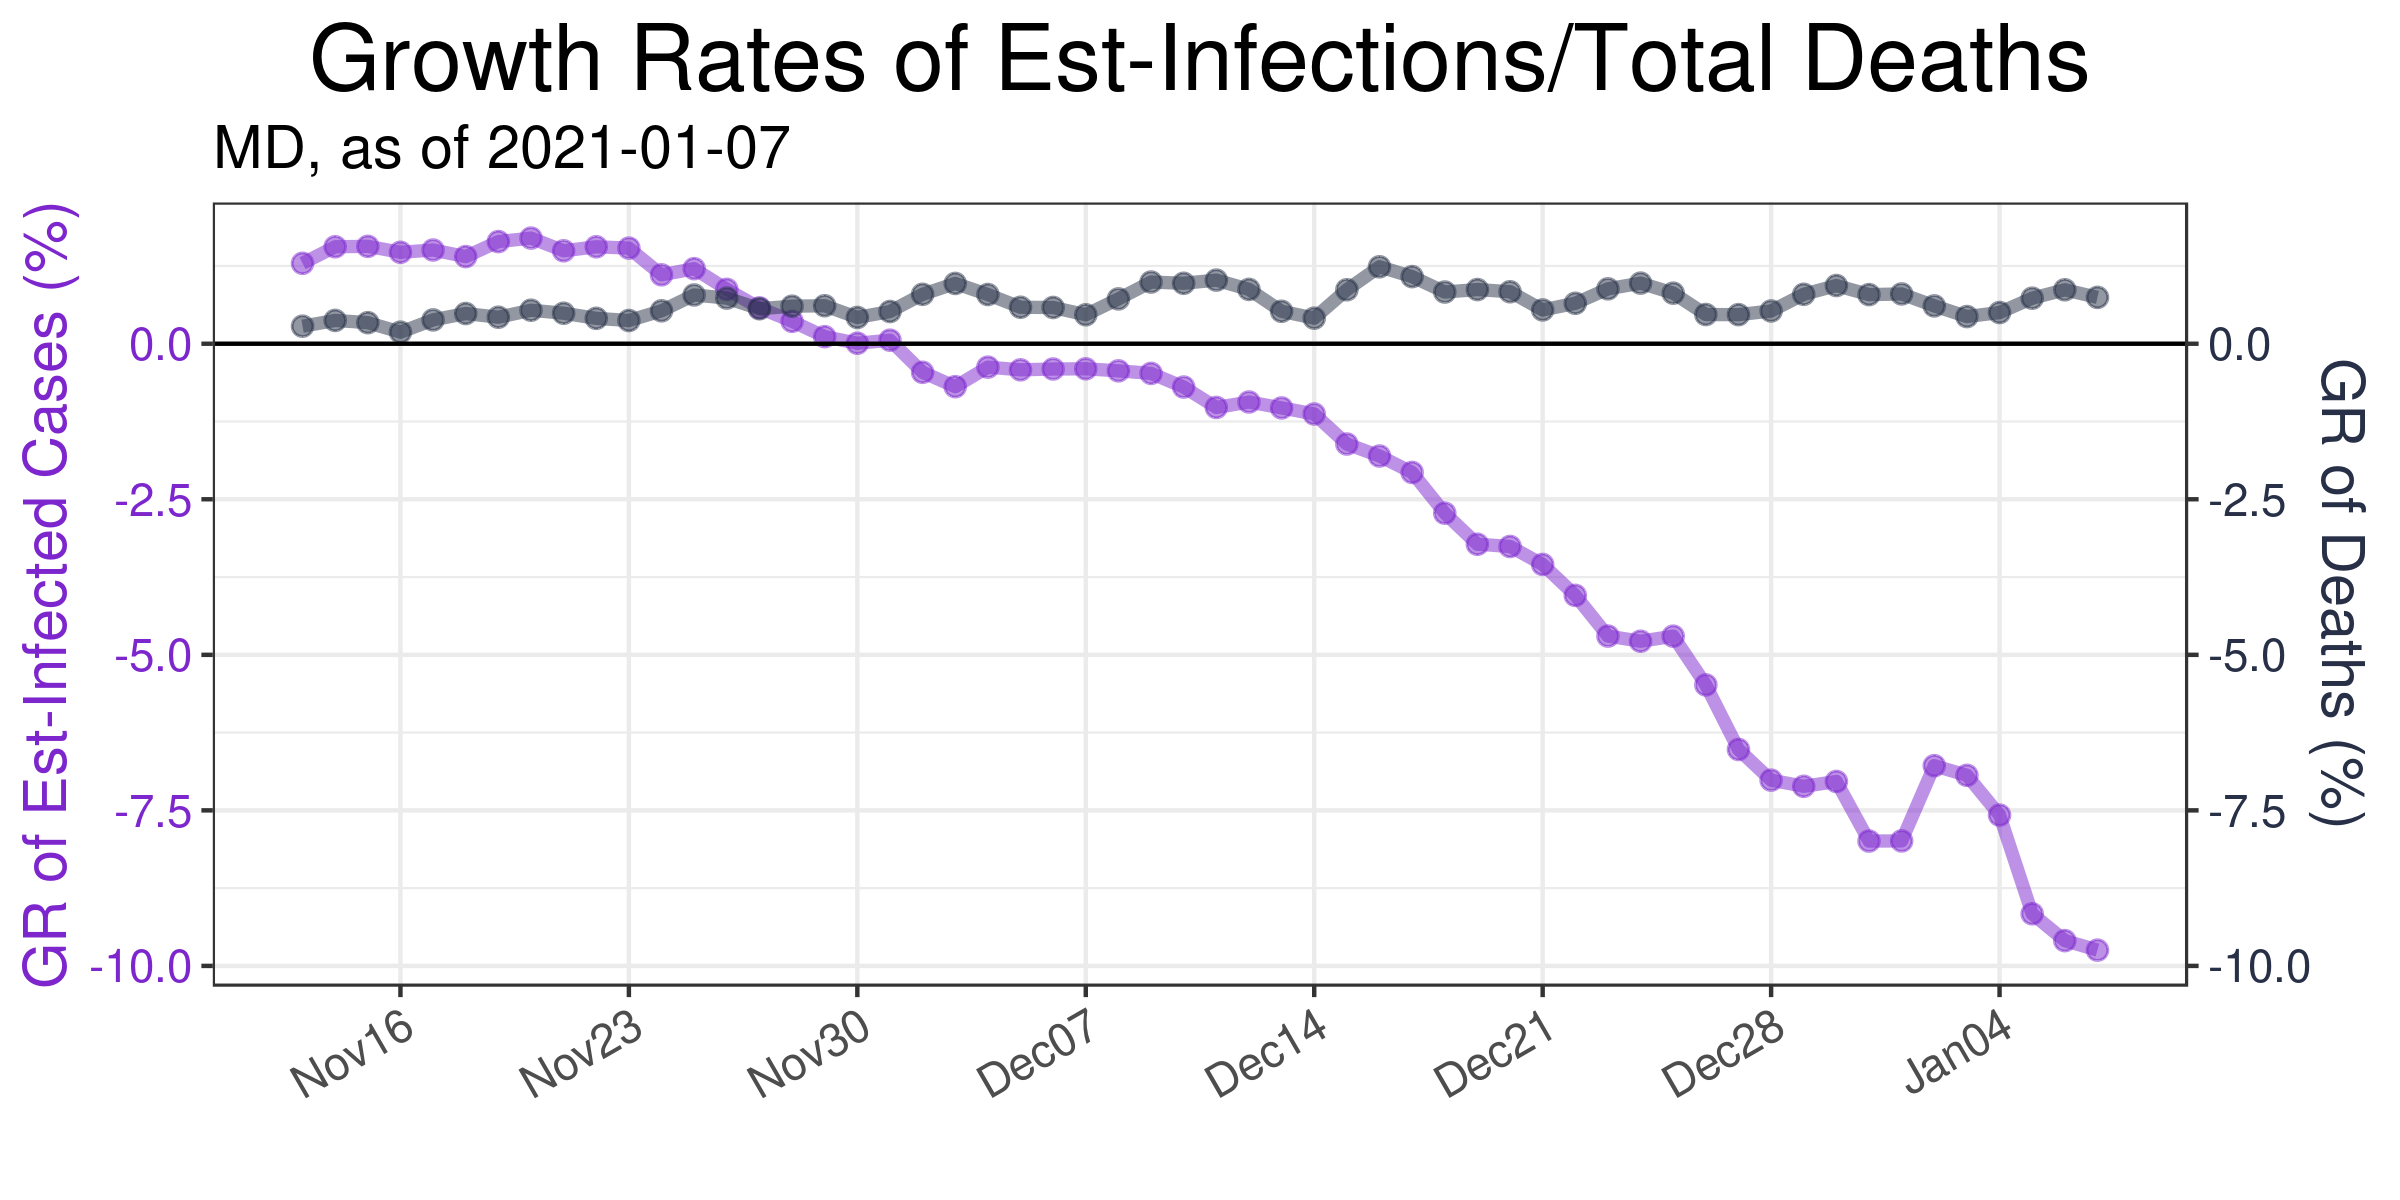 Growth Rates of Est-Infections/Total Deaths
MD, as of 2021-01-07
GR of Est-Infected Cases (%)
0.0
-2.5
-5.0
-7.5
-10.0
0.0
-2.5
-5.0
-7.5
-10.0
GR of Deaths (%)
Nov16
Nov23
Nov30
Dec07
Dec14
Dec21
Dec28
Jan04